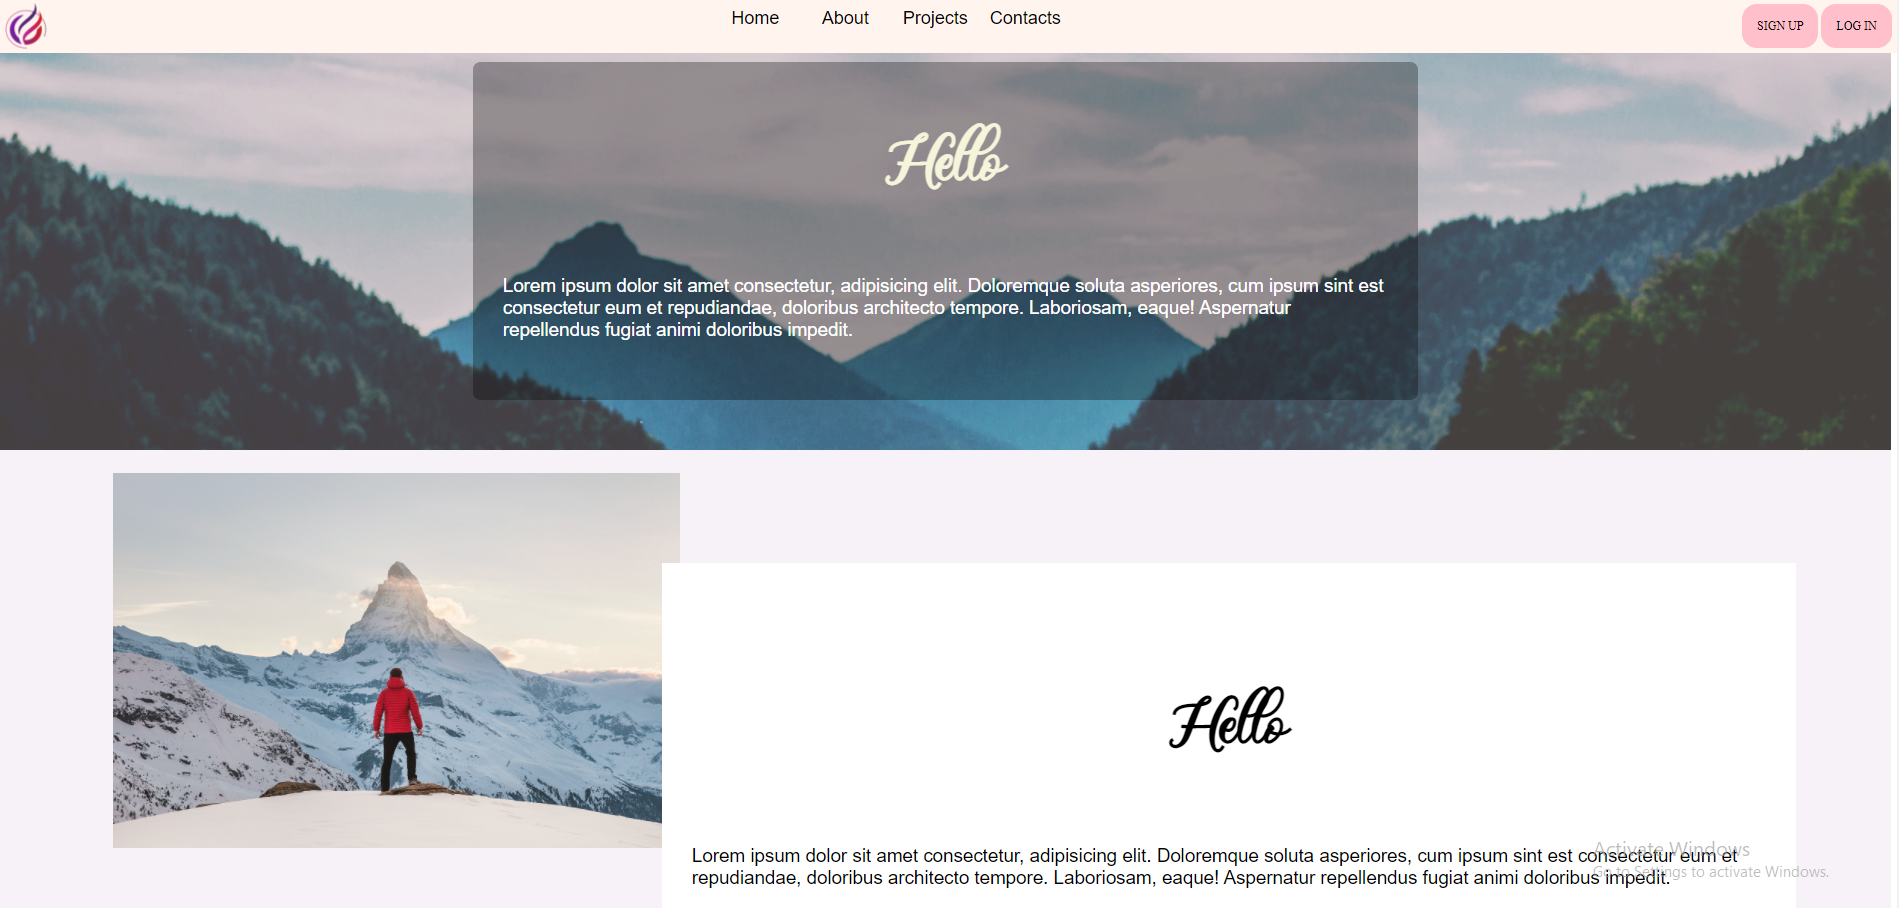 Home About Projects Contacts
SIGN UP LOG IN
Hello
Lorem ipsum dolor sit amet consectetur, adipisicing elit. Doloremque soluta asperiores, cum ipsum sint est
consectetur eum et repudiandae, doloribus architecto tempore. Laboriosam, eaque! Aspernatur
repellendus fugiat animi doloribus impedit.
Hello
Lorem ipsum dolor sit amet consectetur, adipisicing elit. Doloremque soluta asperiores, cum ipsum sint est consectetur eum et
repudiandae, doloribus architecto tempore. Laboriosam, eaque! Aspernatur repellendus fugiat animi doloribus impedit.
Activate Windows
Go to Settings to activate Windows.